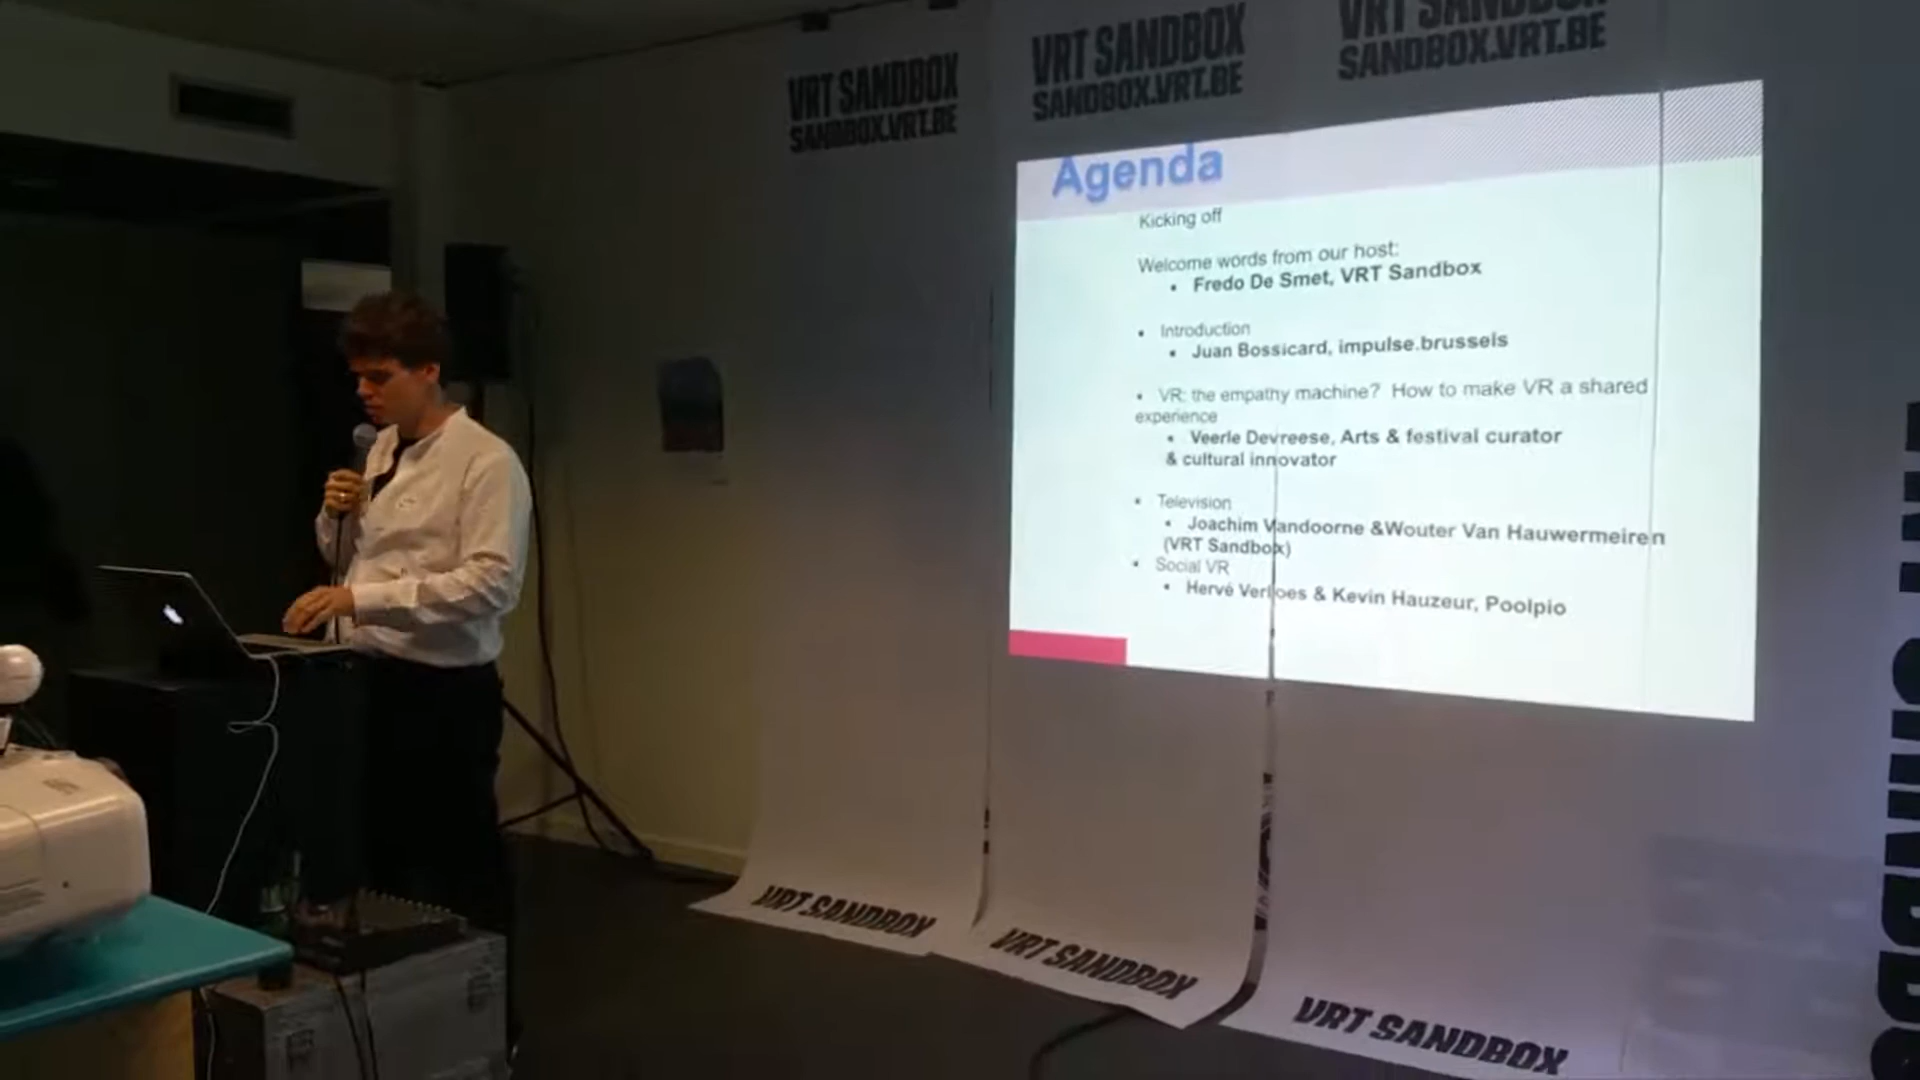 VRT SANDBOX
SANDBOX.VRT.BE
VRT SANDBOX
SANDBOX.VRT.BE
VRT SANDBOX
SANDBOX.VRT.BE
Agenda
Kicking off
Welcome words from our host:
• Fredo De Smet, VRT Sandbox
• Introduction
• Juan Bossicard, impulse.brussels
• VR: the empathy machine? How to make VR a shared
experience
• Veerle Devreese, Arts & festival curator
& cultural innovator
• Television
• Joachim Vandoorne &Wouter Van Hauwermeiren
(VRT Sandbox)
• Social VR
• Hervé Verloes & Kevin Hauzeur, Poolpio
VRT SANDBOX
VRT SANDBOX
VRT SANDBOX
VRT SANDBOX